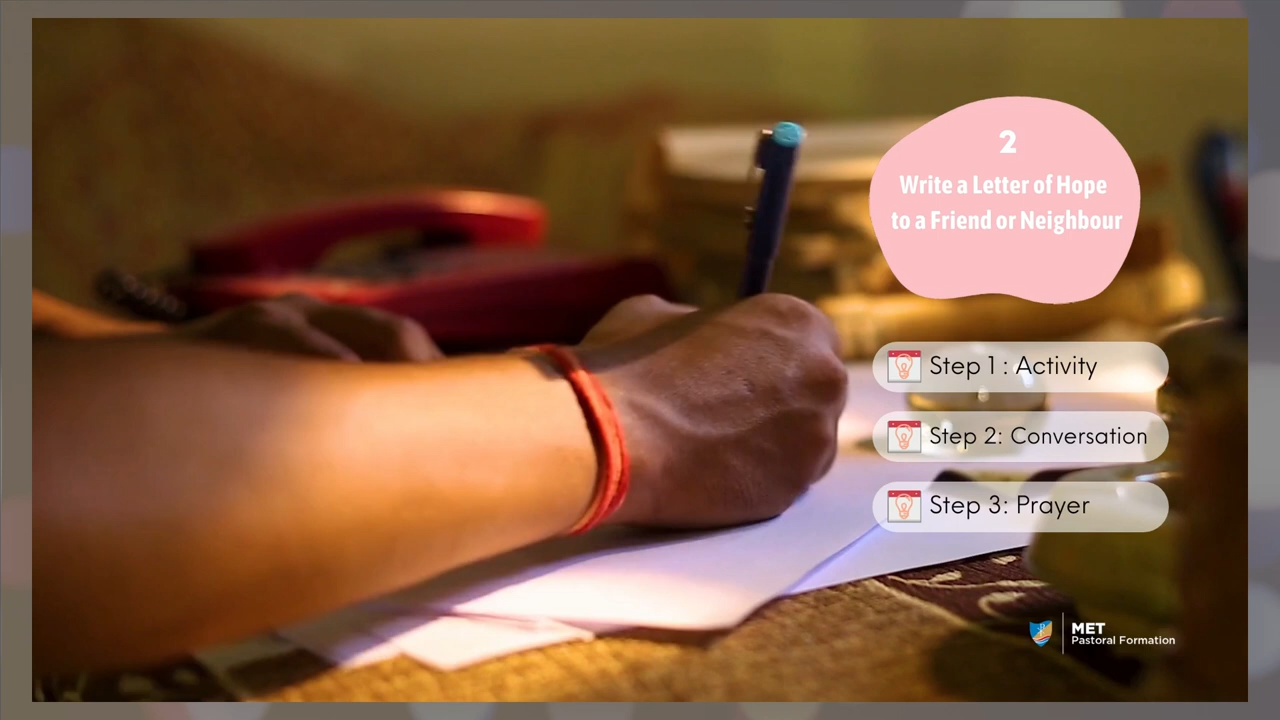 2
Write a Letter of Hope
to a Friend or Neighbour
Step 1 : Activity
Step 2: Conversation
Step 3: Prayer
MET
Pastoral Formation